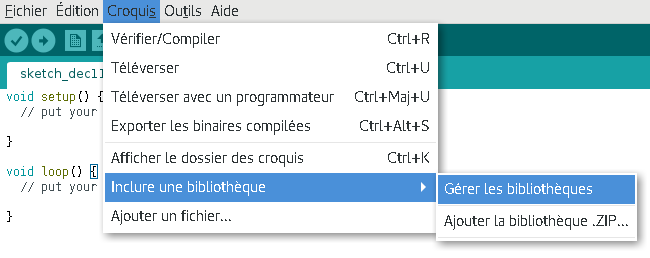 Fichier Édition Croquis Outils Aide
Vérifier/Compiler Ctrl+R
Téléverser Ctrl+U
Téléverser avec un programmateur Ctrl+Maj+U
Exporter les binaires compilées Ctrl+Alt+S
Afficher le dossier des croquis Ctrl+K
Inclure une bibliothèque
Ajouter un fichier...
Gérer les bibliothèques
Ajouter la bibliothèque .ZIP...
void setup() {
// put your
}
void loop() {
// put your
}